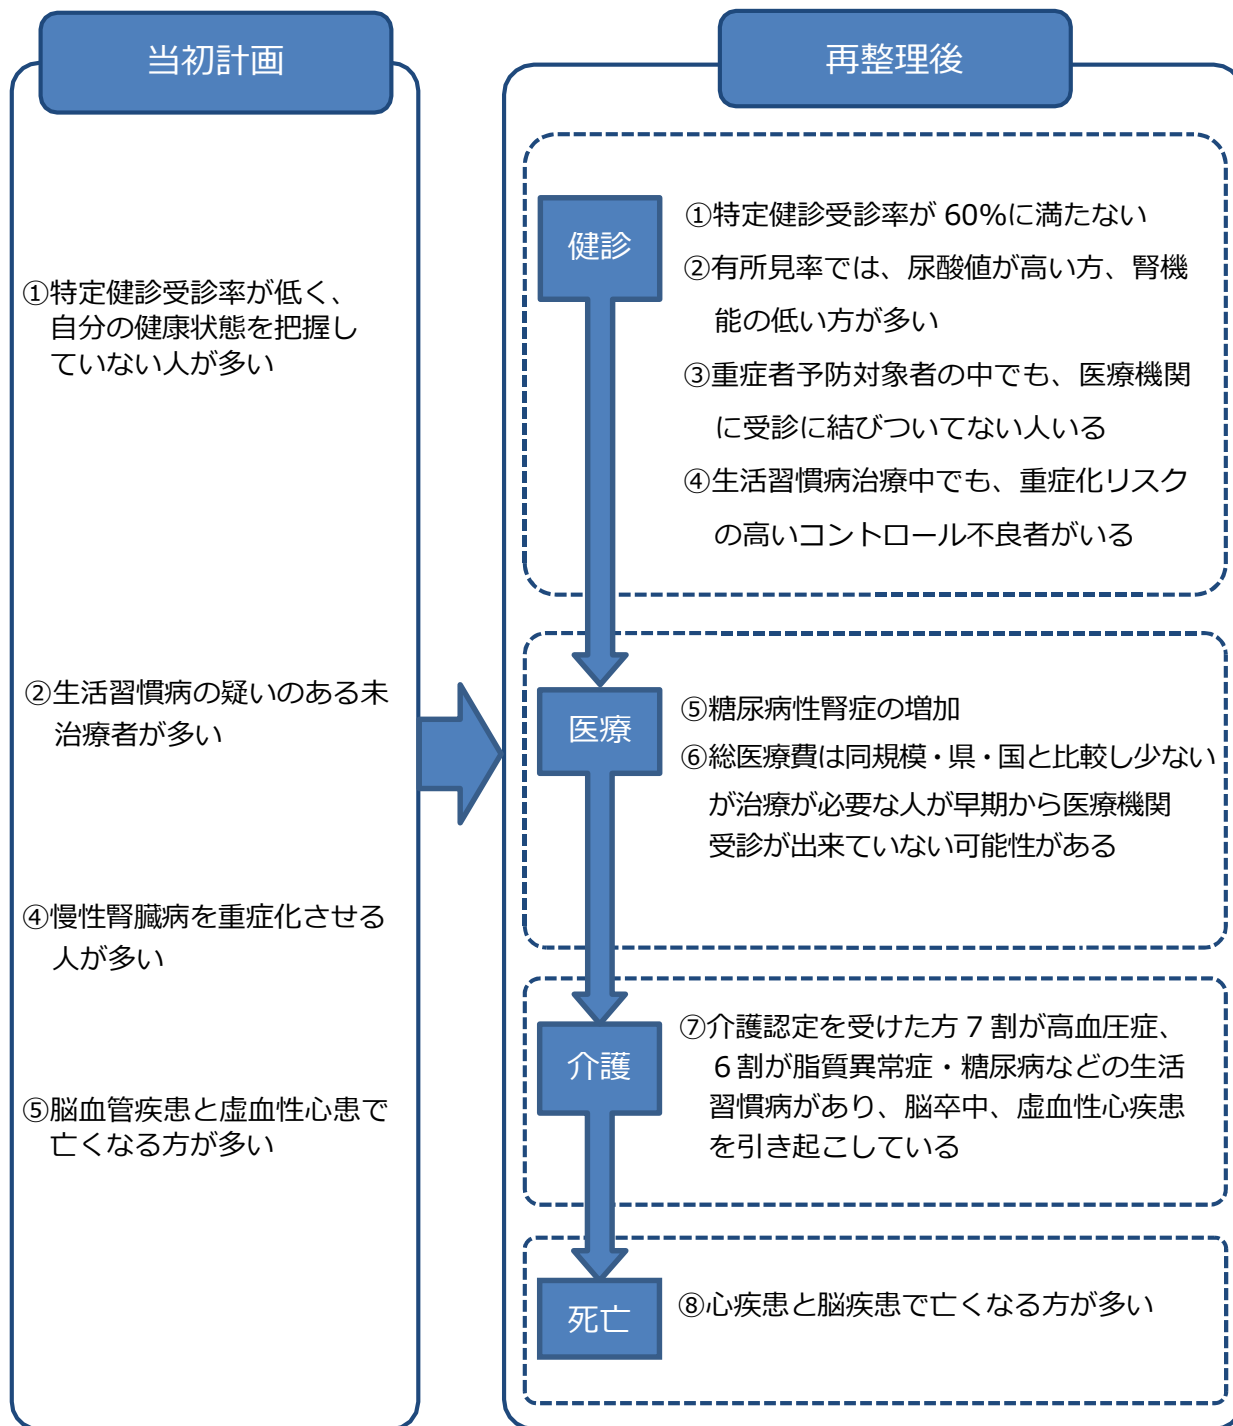 当初計画
①特定健診受診率が低く、
自分の健康状態を把握し
ていない人が多い
②生活習慣病の疑いのある未
治療者が多い
④慢性腎臓病を重症化させる
人が多い
⑤脳血管疾患と虚血性心患で
亡くなる方が多い
再整理後
健診
①特定健診受診率が 60%に満たない
②有所見率では、尿酸値が高い方、腎機
能の低い方が多い
③重症者予防対象者の中でも、医療機関
に受診に結びついてない人いる
④生活習慣病治療中でも、重症化リスク
の高いコントロール不良者がいる
医療
⑤糖尿病性腎症の増加
⑥総医療費は同規模・県・国と比較し少ない
が治療が必要な人が早期から医療機関
受診が出来ていない可能性がある
介護
⑦介護認定を受けた方 7 割が高血圧症、
6 割が脂質異常症・糖尿病などの生活
習慣病があり、脳卒中、虚血性心疾患
を引き起こしている
死亡
⑧心疾患と脳疾患で亡くなる方が多い